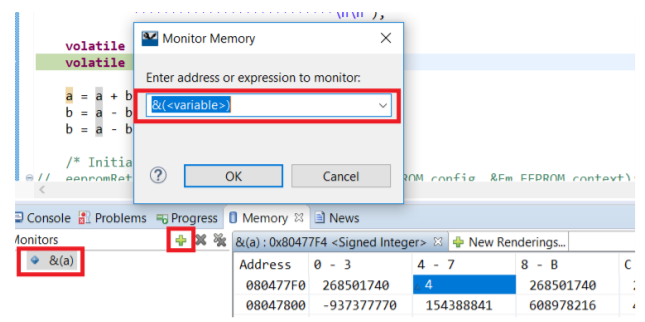 \n\n");
volatile
volatile
a = a + b
b = a - b
b = a - b
/* Initia
// eepromRet
ROM config, &Em_EEPROM_context);
Monitor Memory
Enter address or expression to monitor:
&(<variable>)
OK
Cancel
Console
Problems
Progress
Memory
News
Monitors
&(a)
&(a) : 0x80477F4 <Signed Integer>
New Renderings...
Address 0 - 3 4 - 7 8 - B C
080477F0 268501740 4 268501740
08047800 -937377770 154388841 608978216